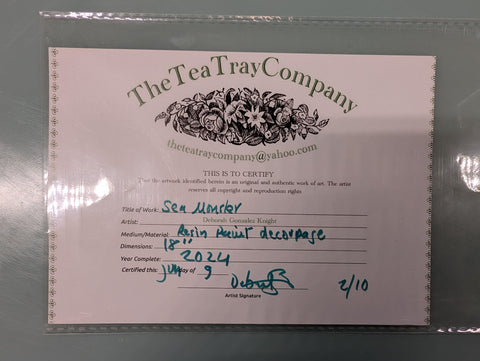 TheTeaTrayCompany
theteatraycompany@yahoo.com
THIS IS TO CERTIFY
That the artwork identified herein is an original and authentic work of art. The artist
reserves all copyright and reproduction rights
Title of Work: Sea Monster
Artist: Deborah Gonzalez Knight
Medium/Material: Resin Paint decoupage
Dimensions: 18"
Year Complete: 2024
Certified this: day of 9
2/10
Artist Signature